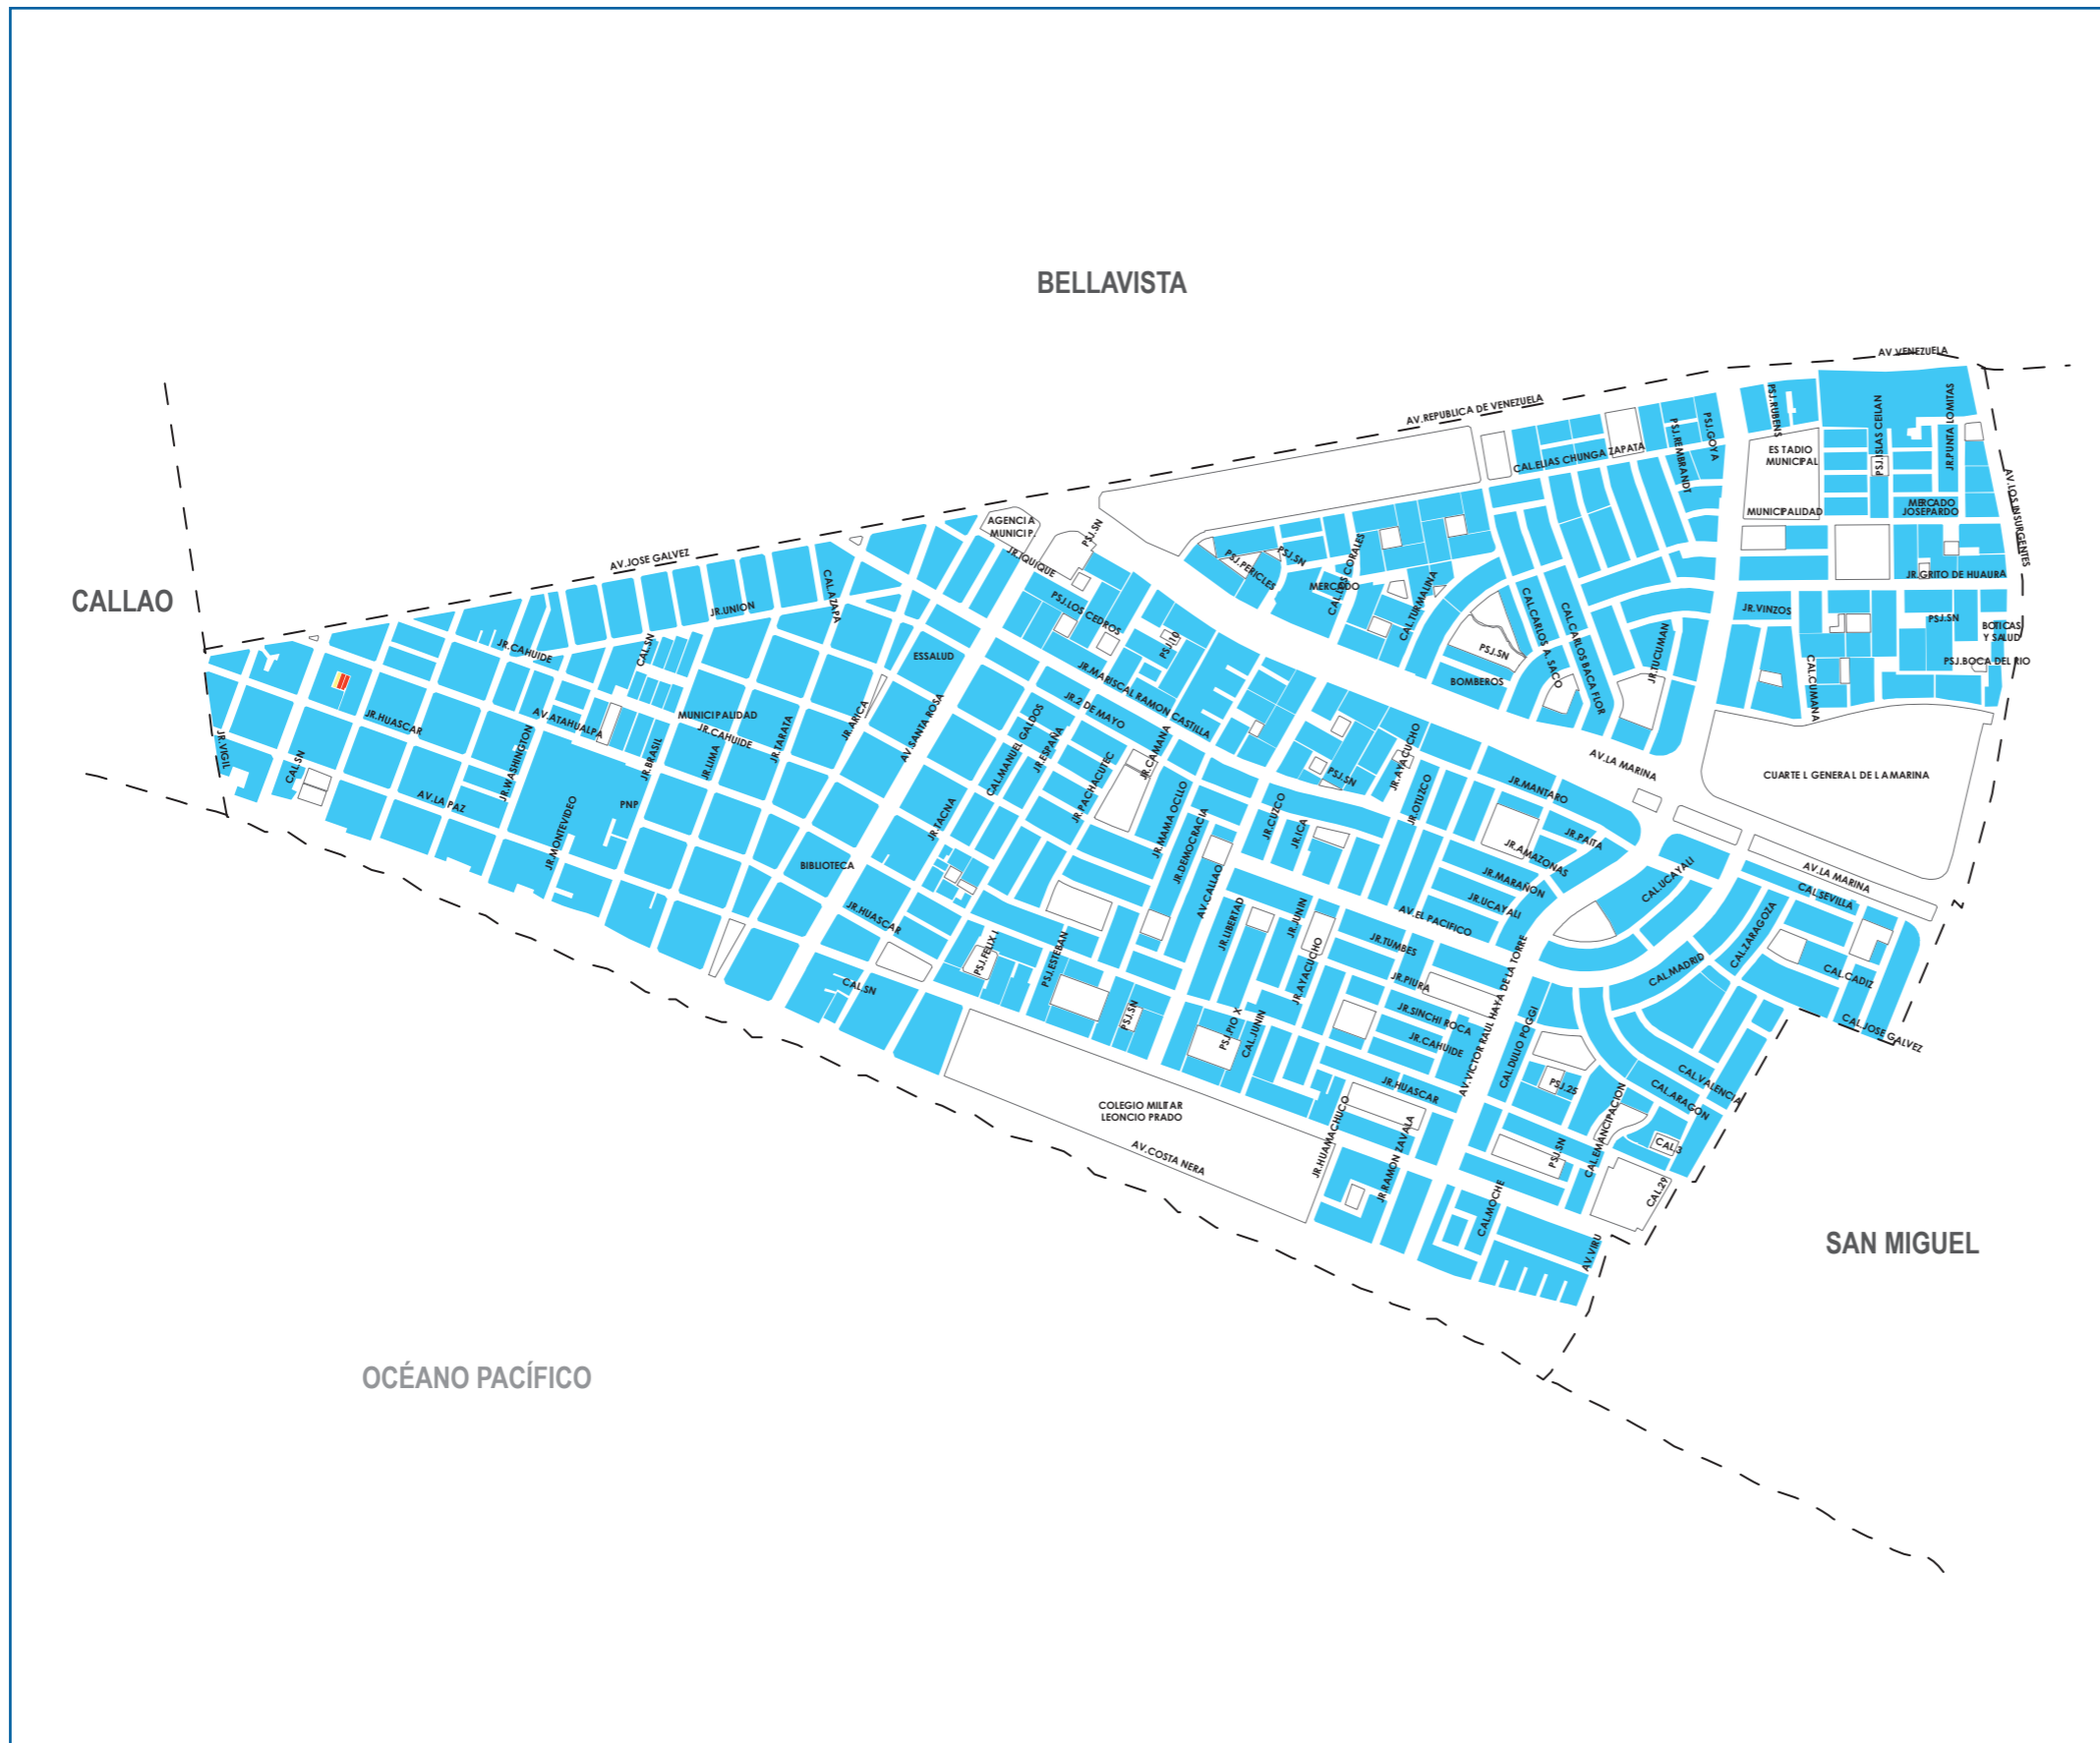 BELLAVISTA
AV.VENEZUELA
AV.REPUBLICA DE VENEZUELA
PSJ.RUBENS
PSJ.ISLAS CEILAN
JR.PUNTA LOMITAS
PSJ.GOYA
PSJ.REMBRANDT
CAL.ELIAS CHUNGA ZAPATA
ESTADIO
MUNICIPAL
AV.LOS INSURGENTES
MERCADO
JOSEPARDO
MUNICIPALIDAD
AGENCIA
MUNICIP.
PSJ.SN
JR.IQUIQUE
AV.JOSE GALVEZ
PSJ.PERICLES
PSJ.SN
CAL.LOS CORALES
MERCADO
CAL.TURMALINA
CALLAO
CAL.AZAPA
JR.UNION
PSJ.LOS CEDROS
PSJ.10
CAL.CARLOS A. SACO
CAL.CARLOS BACA FLOR
JR.TUCUMAN
JR.GRITO DE HUAURA
JR.VINZOS
PSJ.SN
BOTICAS
Y SALUD
PSJ.BOCA DEL RIO
CAL.CUMANA
JR.CAHUIDE
CAL.SN
ESSALUD
PSJ.SN
BOMBEROS
JR.MARISCAL RAMON CASTILLA
JR.2 DE MAYO
JR.HUASCAR
AV.ATAHUALPA
MUNICIPALIDAD
JR.CAHUIDE
JR.ARICA
AV.SANTA ROSA
JR.VIGIL
CAL.SN
JR.WASHINGTON
JR.BRASIL
JR.LIMA
JR.TARATA
CAL.MANUEL GALDOS
JR.ESPAÑA
JR.PACHACUTEC
JR.CAMANA
JR.AYACUCHO
PSJ.SN
JR.OTUZCO
AV.LA MARINA
CUARTEL GENERAL DE LA MARINA
JR.MANTARO
AV.LA PAZ
PNP
JR.MONTEVIDEO
JR.TACNA
JR.MAMA OCLLO
JR.DEMOCRACIA
JR.CUZCO
JR.ICA
JR.PAITA
JR.AMAZONAS
BIBLIOTECA
AV.CALLAO
JR.MARAÑON
CAL.UCAYALI
AV.LA MARINA
CAL.SEVILLA
JR.HUASCAR
JR.UCAYALI
AV.EL PACIFICO
CAL.ZARAGOZA
JR.LIBERTAD
JR.JUNIN
PSJ.FELIX I.
PSJ.ESTEBAN
JR.AYACUCHO
JR.TUMBES
JR.PIURA
AV.VICTOR RAUL HAYA DE LA TORRE
CAL.MADRID
CAL.CADIZ
CAL.SN
PSJ.SN
PSJ.PIO X
CAL.JUNIN
JR.SINCHI ROCA
JR.CAHUIDE
CAL.DULIO POGGI
CAL.JOSE GALVEZ
COLEGIO MILITAR
LEONCIO PRADO
JR.HUASCAR
PSJ.25
CAL.VALENCIA
CAL.ARAGON
AV.COSTANERA
JR.HUAMACHUCO
JR.RAMON ZAVALA
PSJ.SN
CAL.EMANCIPACION
CAL.3
CAL.29
CAL.MOCHE
AV.VIRU
SAN MIGUEL
OCÉANO PACÍFICO